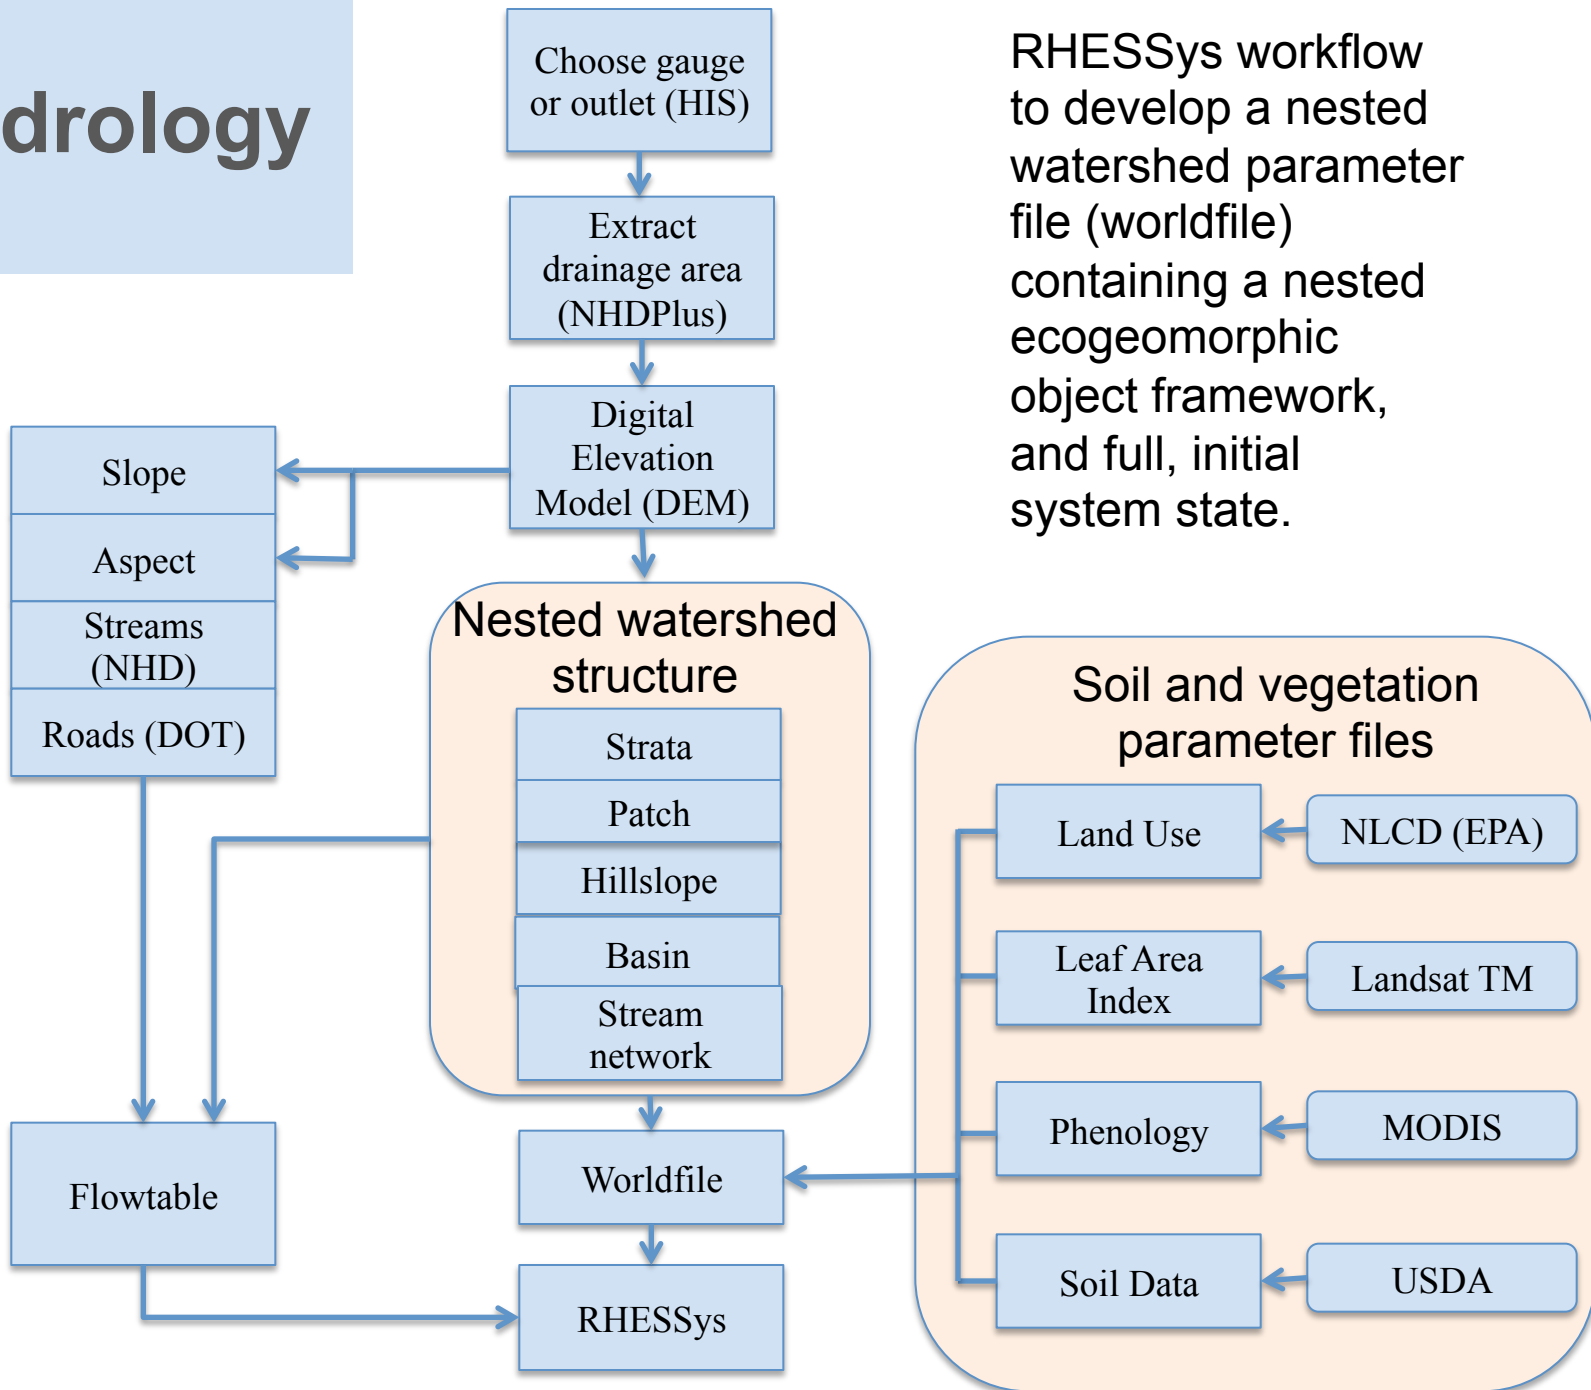 drology
Choose gauge
or outlet (HIS)
Extract
drainage area
(NHDPlus)
Digital
Elevation
Model (DEM)
RHESSys workflow
to develop a nested
watershed parameter
file (worldfile)
containing a nested
ecogeomorphic
object framework,
and full, initial
system state.
Slope
Aspect
Streams
(NHD)
Roads (DOT)
Nested watershed
structure
Strata
Patch
Hillslope
Basin
Stream
network
Soil and vegetation
parameter files
Land Use
NLCD (EPA)
Leaf Area
Index
Landsat TM
Phenology
MODIS
Soil Data
USDA
Flowtable
Worldfile
RHESSys